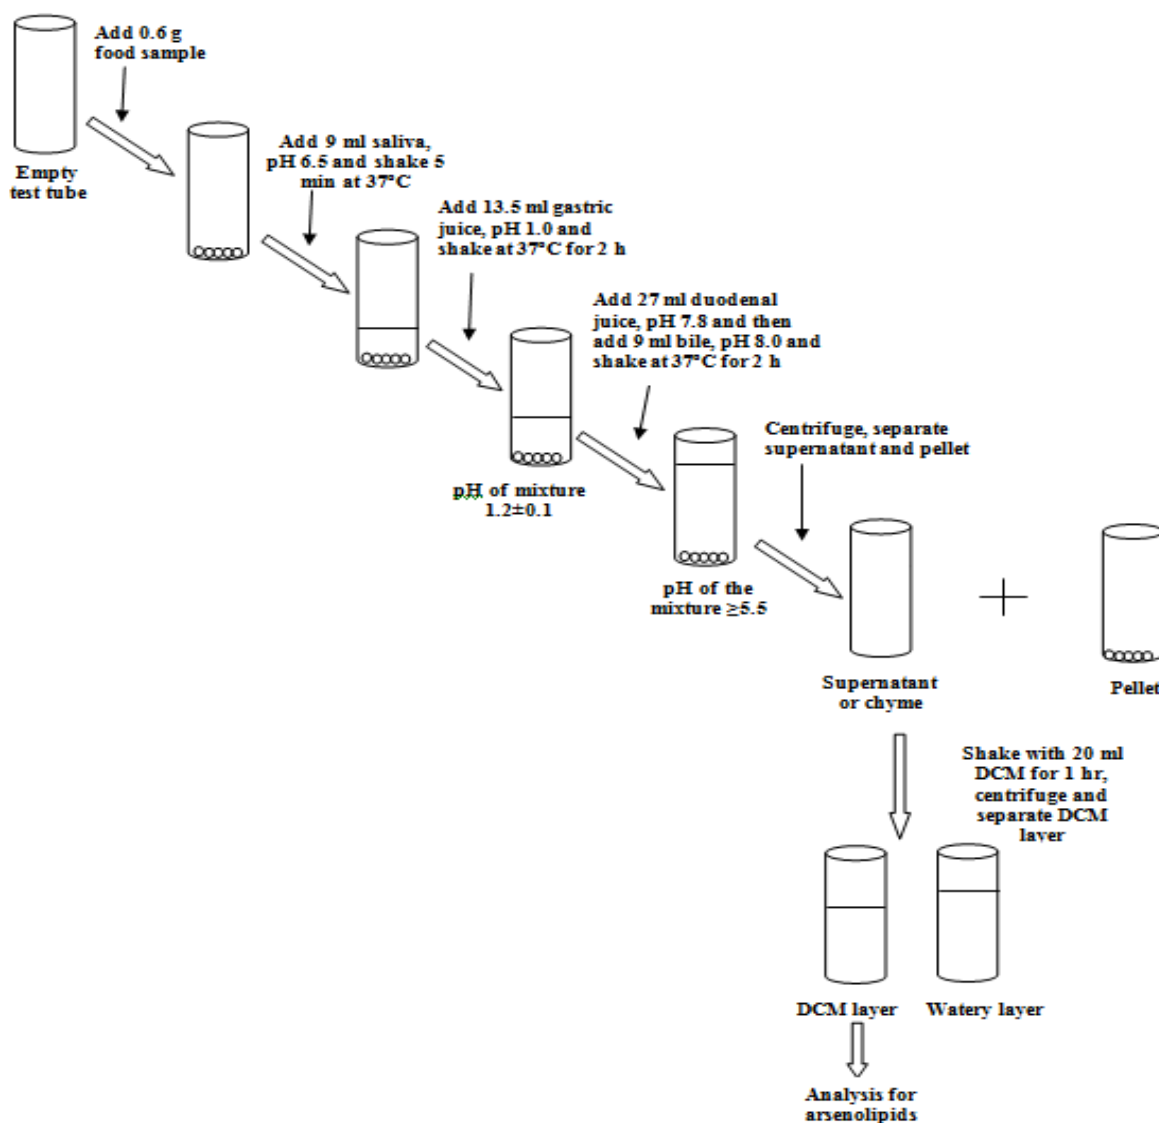 Add 0.6 g
food sample
Empty
test tube
Add 9 ml saliva,
pH 6.5 and shake 5
min at 37°C
Add 13.5 ml gastric
juice, pH 1.0 and
shake at 37°C for 2 h
pH of mixture
1.2±0.1
Add 27 ml duodenal
juice, pH 7.8 and then
add 9 ml bile, pH 8.0 and
shake at 37°C for 2 h
pH of the
mixture ≥5.5
Centrifuge, separate
supernatant and pellet
Supernatant
or chyme
Pellet
Shake with 20 ml
DCM for 1 hr,
centrifuge and
separate DCM
layer
DCM layer
Watery layer
Analysis for
arsenolipids